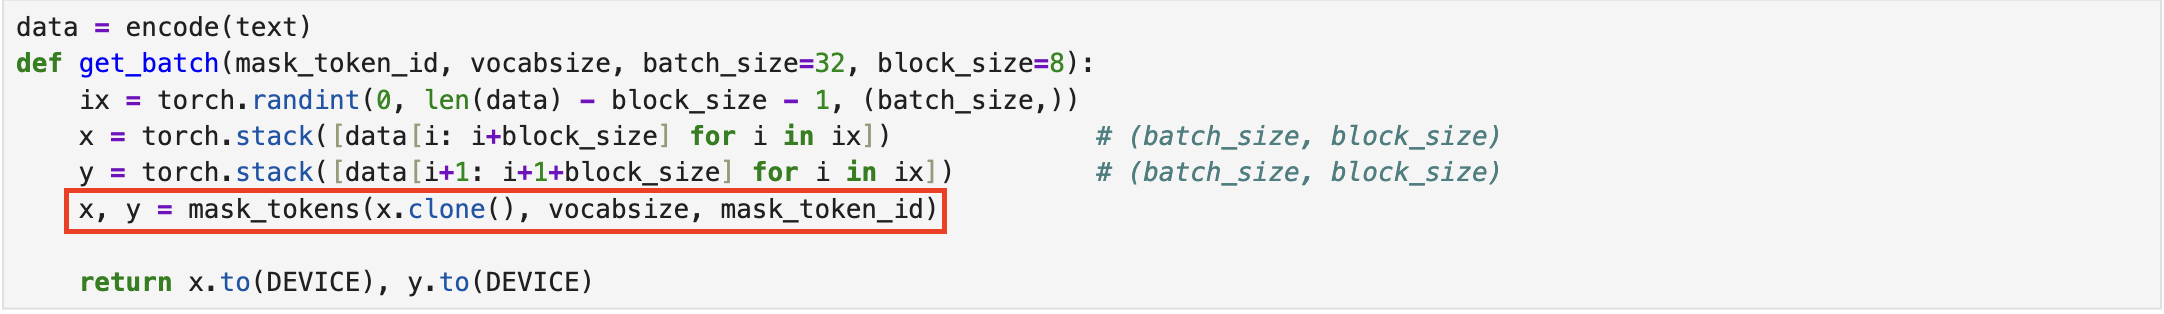 data = encode(text)
def get_batch(mask_token_id, vocabsize, batch_size=32, block_size=8):
    ix = torch.randint(0, len(data) - block_size - 1, (batch_size,))
    x = torch.stack([data[i: i+block_size] for i in ix])             # (batch_size, block_size)
    y = torch.stack([data[i+1: i+1+block_size] for i in ix])         # (batch_size, block_size)
    x, y = mask_tokens(x.clone(), vocabsize, mask_token_id)
    return x.to(DEVICE), y.to(DEVICE)